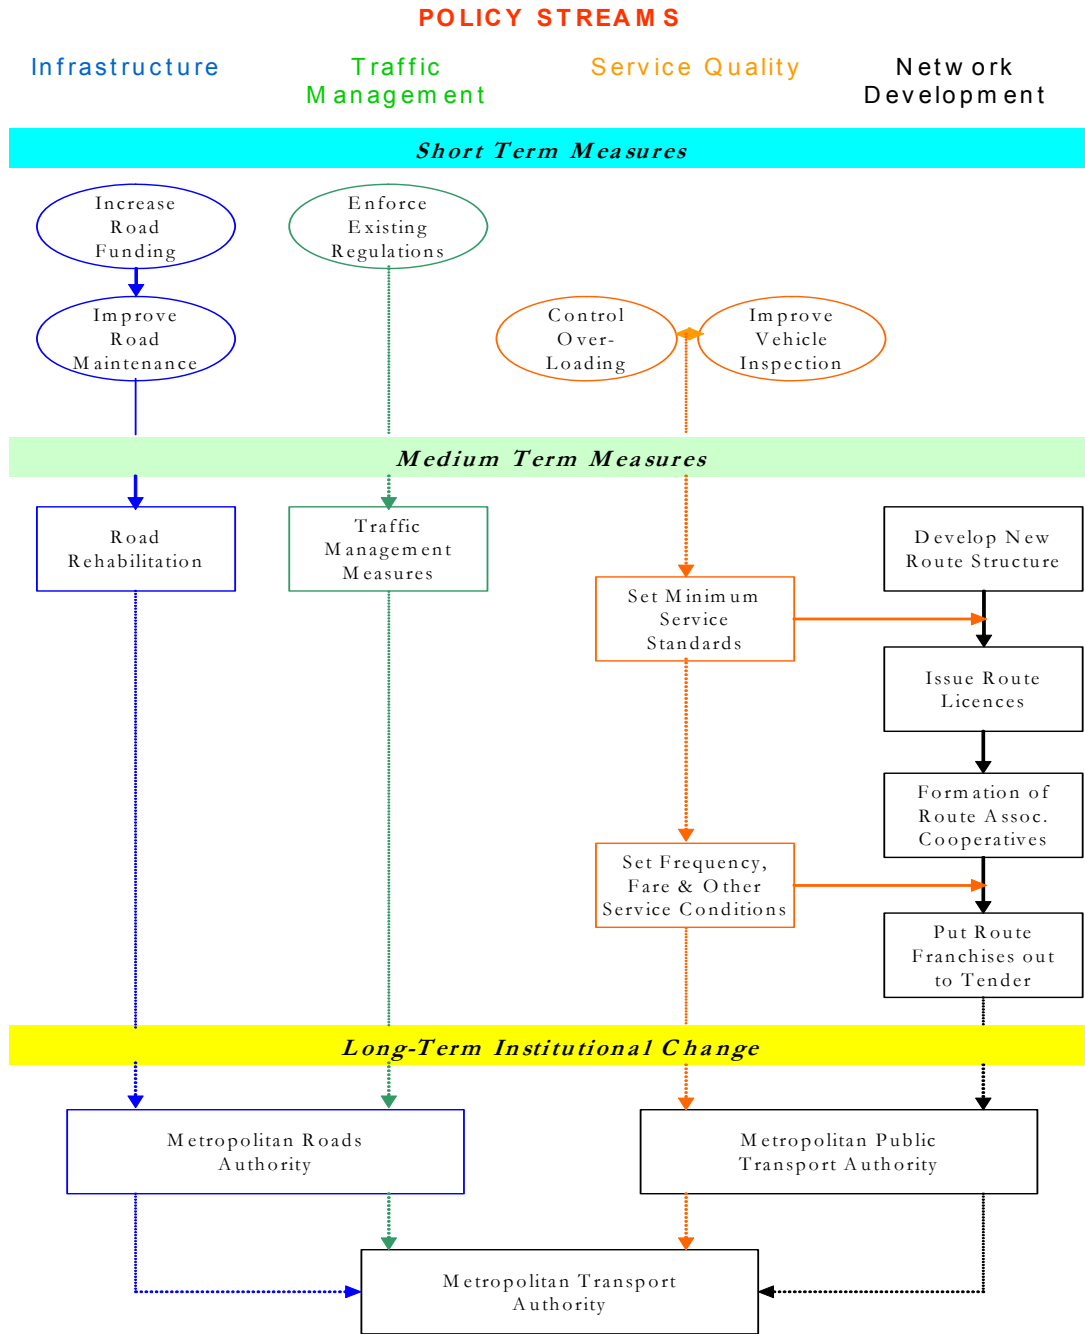 POLICY STREAMS
Infrastructure
Traffic
Management
Service Quality
Network
Development
Short Term Measures
Increase
Road
Funding
Enforce
Existing
Regulations
Improve
Road
Maintenance
Control
Over-
Loading
Improve
Vehicle
Inspection
Medium Term Measures
Road
Rehabilitation
Traffic
Management
Measures
Develop New
Route Structure
Set Minimum
Service
Standards
Issue Route
Licences
Formation of
Route Assoc.
Cooperatives
Set Frequency,
Fare & Other
Service Conditions
Put Route
Franchises out
to Tender
Long-Term Institutional Change
Metropolitan Roads
Authority
Metropolitan Public
Transport Authority
Metropolitan Transport
Authority